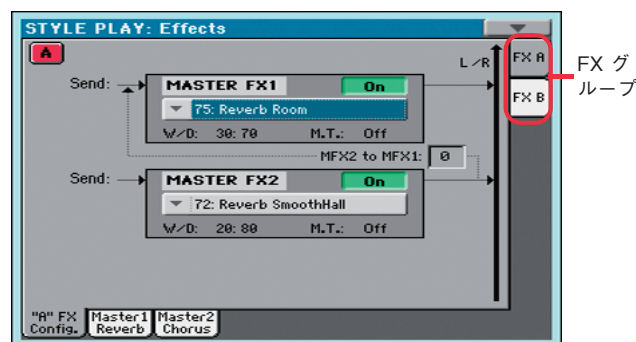 STYLE PLAY: Effects
A
L/R
FX A
FX B
FX グ
ループ
Send:
MASTER FX1
On
75: Reverb Room
W/D: 30:70 M.T.: Off
MFX2 to MFX1: 0
Send:
MASTER FX2
On
72: Reverb SmoothHall
W/D: 20:80 M.T.: Off
"A" FX
Config.
Master1
Reverb
Master2
Chorus